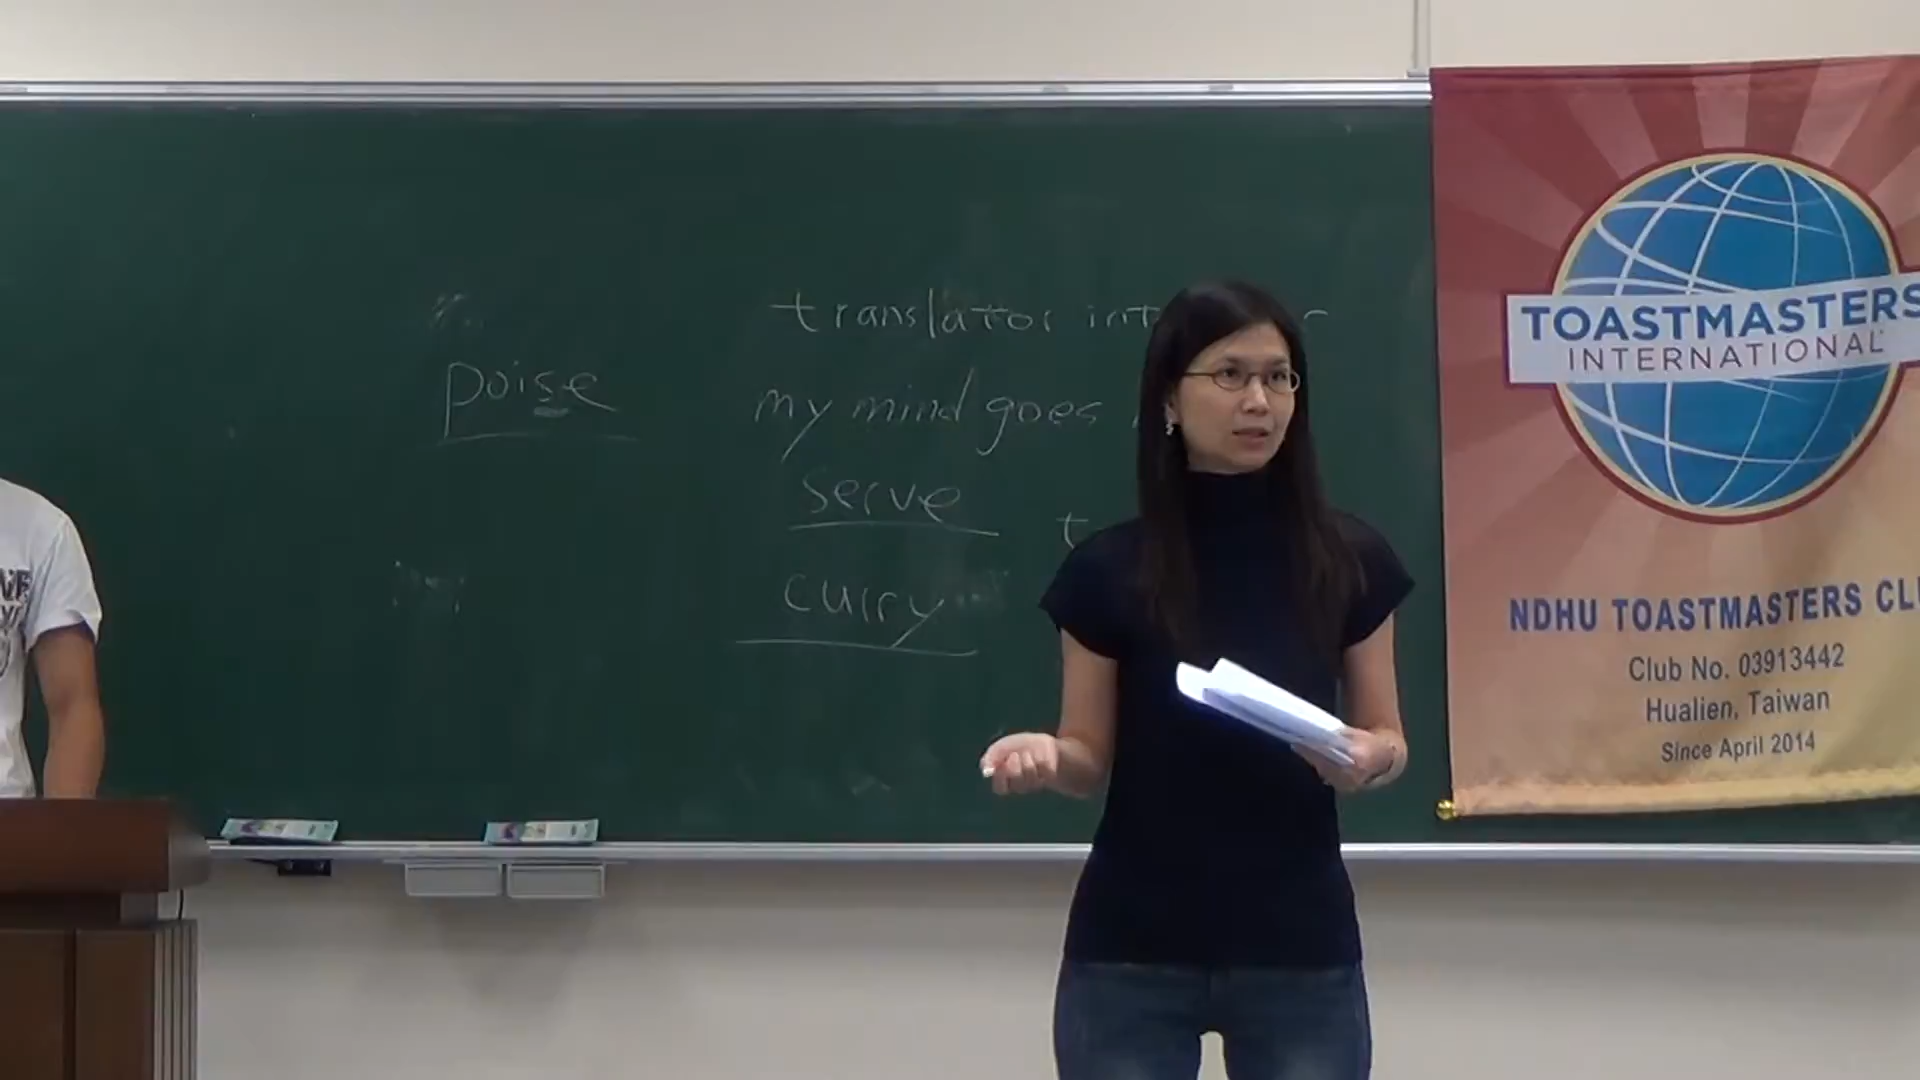 poise
translator
my mind goes
serve
curry
TOASTMASTERS
INTERNATIONAL
NDHU TOASTMASTERS
Club No. 03913442
Hualien, Taiwan
Since April 2014